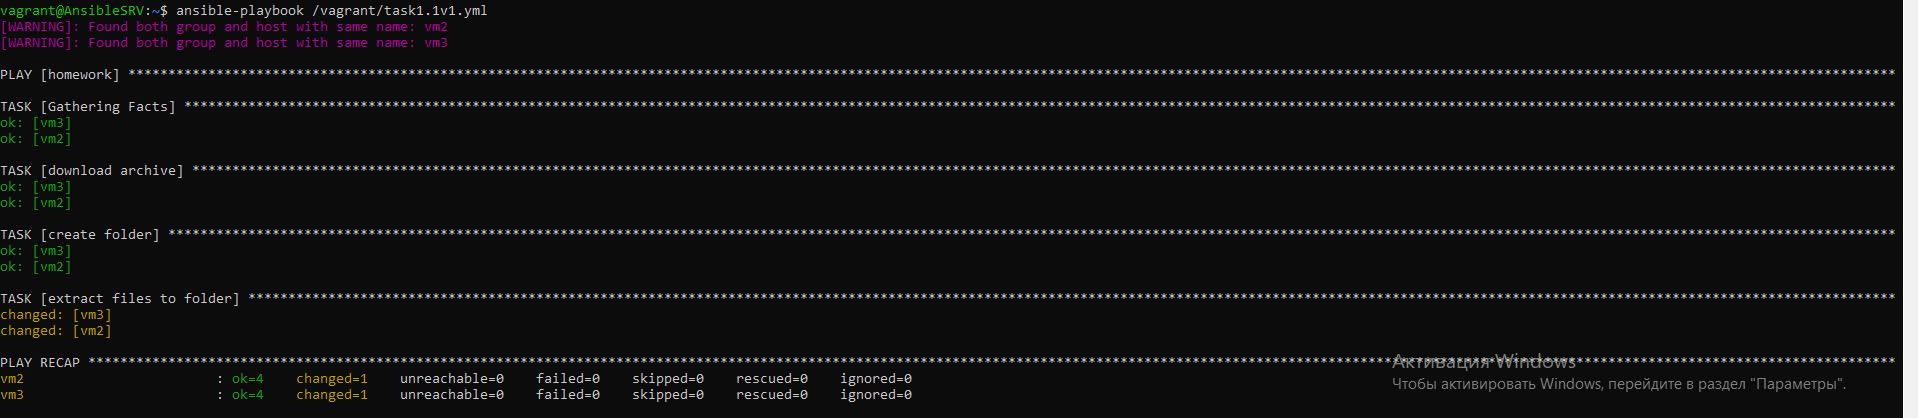 vagrant@AnsibleSRV:~$ ansible-playbook /vagrant/task1.1v1.yml
[WARNING]: Found both group and host with same name: vm2
[WARNING]: Found both group and host with same name: vm3
PLAY [homework] ****************************************************************************************************************************************************************************************************************************
TASK [Gathering Facts] *********************************************************************************************************************************************************************************************************************
ok: [vm3]
ok: [vm2]
TASK [download archive] ********************************************************************************************************************************************************************************************************************
ok: [vm3]
ok: [vm2]
TASK [create folder] ***********************************************************************************************************************************************************************************************************************
ok: [vm3]
ok: [vm2]
TASK [extract files to folder] *************************************************************************************************************************************************************************************************************
changed: [vm3]
changed: [vm2]
PLAY RECAP *********************************************************************************************************************************************************************************************************************************
vm2 : ok=4 changed=1 unreachable=0 failed=0 skipped=0 rescued=0 ignored=0
vm3 : ok=4 changed=1 unreachable=0 failed=0 skipped=0 rescued=0 ignored=0
Активация Windows
Чтобы активировать Windows, перейдите в раздел "Параметры".